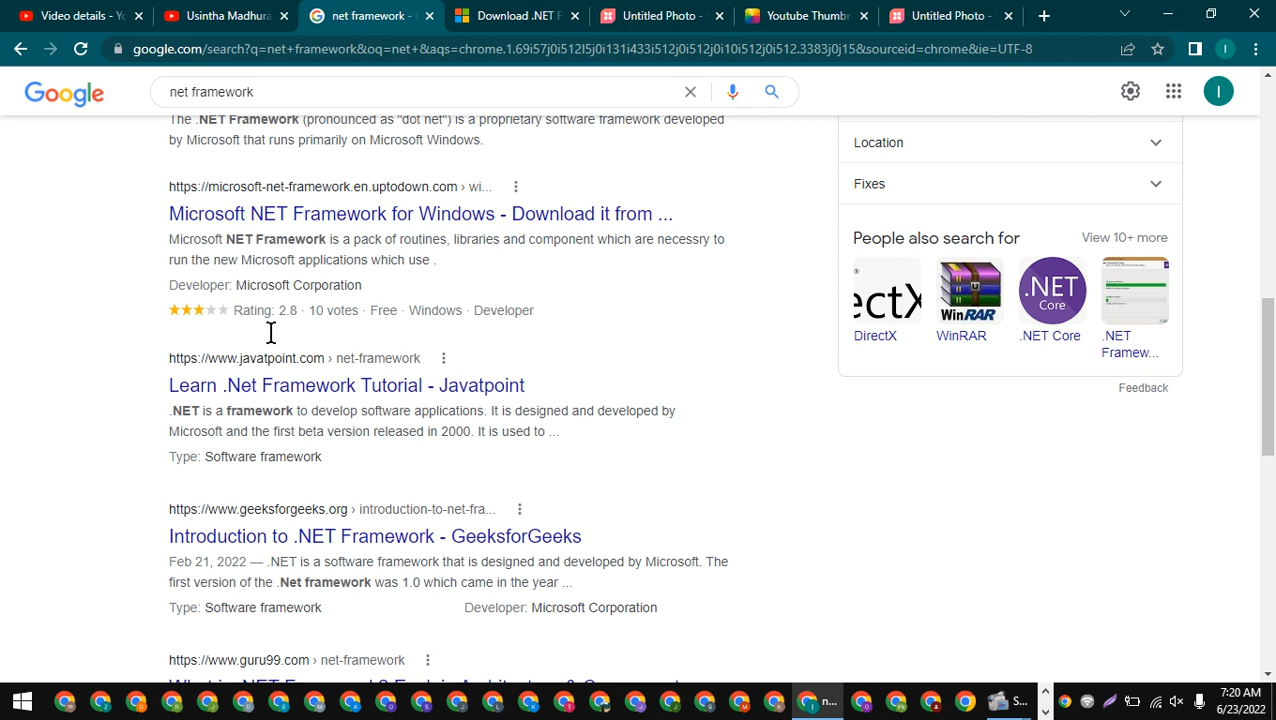 Video details - Yo
Usintha Madhura
net framework -
Download .NET F
Untitled Photo -
Youtube Thumbn
Untitled Photo -
google.com/search?q=net+framework&oq=net+&aqs=chrome.1.69i57j0i512l5j0i131i433i512j0i512j0i10i512j0i512.3383j0j15&sourceid=chrome&ie=UTF-8
I
Google
net framework
I
The .NET Framework (pronounced as "dot net") is a proprietary software framework developed
by Microsoft that runs primarily on Microsoft Windows.
https://microsoft-net-framework.en.uptodown.com › wi...
Microsoft NET Framework for Windows - Download it from ...
Microsoft NET Framework is a pack of routines, libraries and component which are necessry to
run the new Microsoft applications which use .
Developer: Microsoft Corporation
Rating: 2.8 · 10 votes · Free · Windows · Developer
https://www.javatpoint.com › net-framework
Learn .Net Framework Tutorial - Javatpoint
.NET is a framework to develop software applications. It is designed and developed by
Microsoft and the first beta version released in 2000. It is used to ...
Type: Software framework
https://www.geeksforgeeks.org › introduction-to-net-fra...
Introduction to .NET Framework - GeeksforGeeks
Feb 21, 2022 — .NET is a software framework that is designed and developed by Microsoft. The
first version of the .Net framework was 1.0 which came in the year ...
Type: Software framework
Developer: Microsoft Corporation
https://www.guru99.com › net-framework
Location
Fixes
People also search for
View 10+ more
ectX
WinRAR
.NET
Core
DirectX
WinRAR
.NET Core
.NET
Framew...
Feedback
n...
S...
7:20 AM
6/23/2022